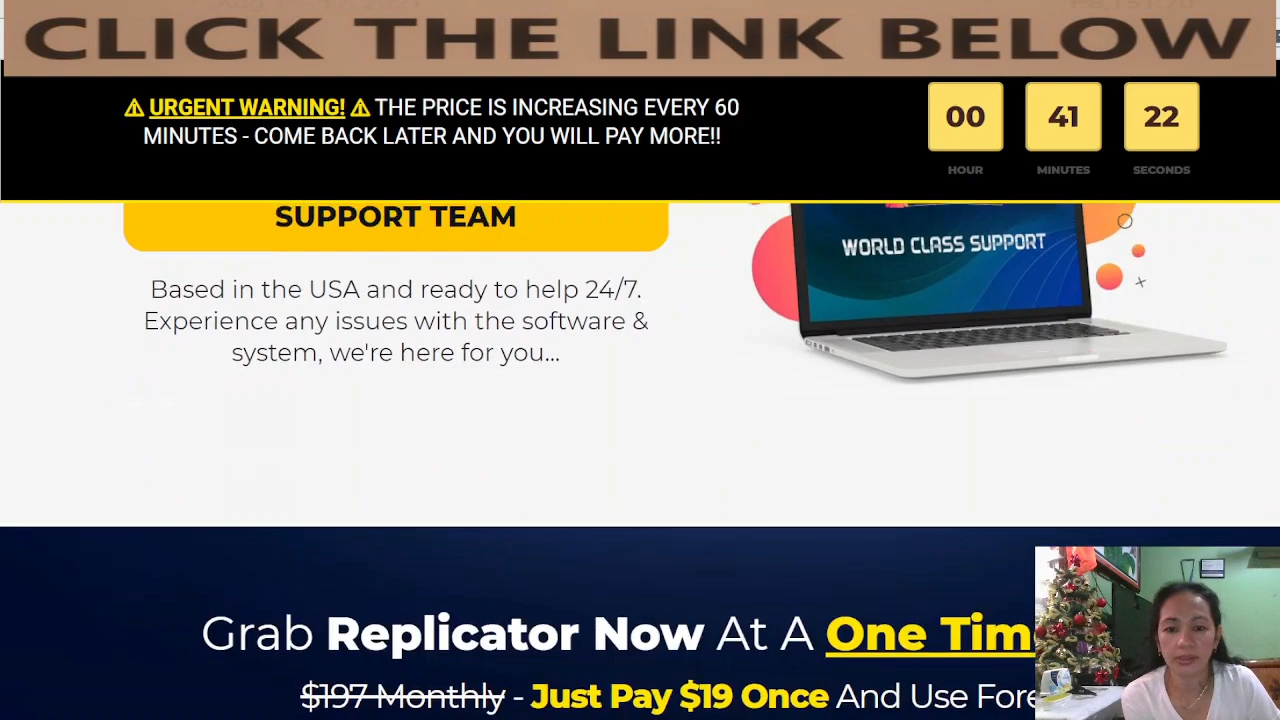 CLICK THE LINK BELOW
⚠ URGENT WARNING! ⚠ THE PRICE IS INCREASING EVERY 60
MINUTES - COME BACK LATER AND YOU WILL PAY MORE!!
00 41 22
HOUR MINUTES SECONDS
SUPPORT TEAM
WORLD CLASS SUPPORT
Based in the USA and ready to help 24/7.
Experience any issues with the software &
system, we're here for you...
Grab Replicator Now At A One Tim
$197 Monthly - Just Pay $19 Once And Use Fore